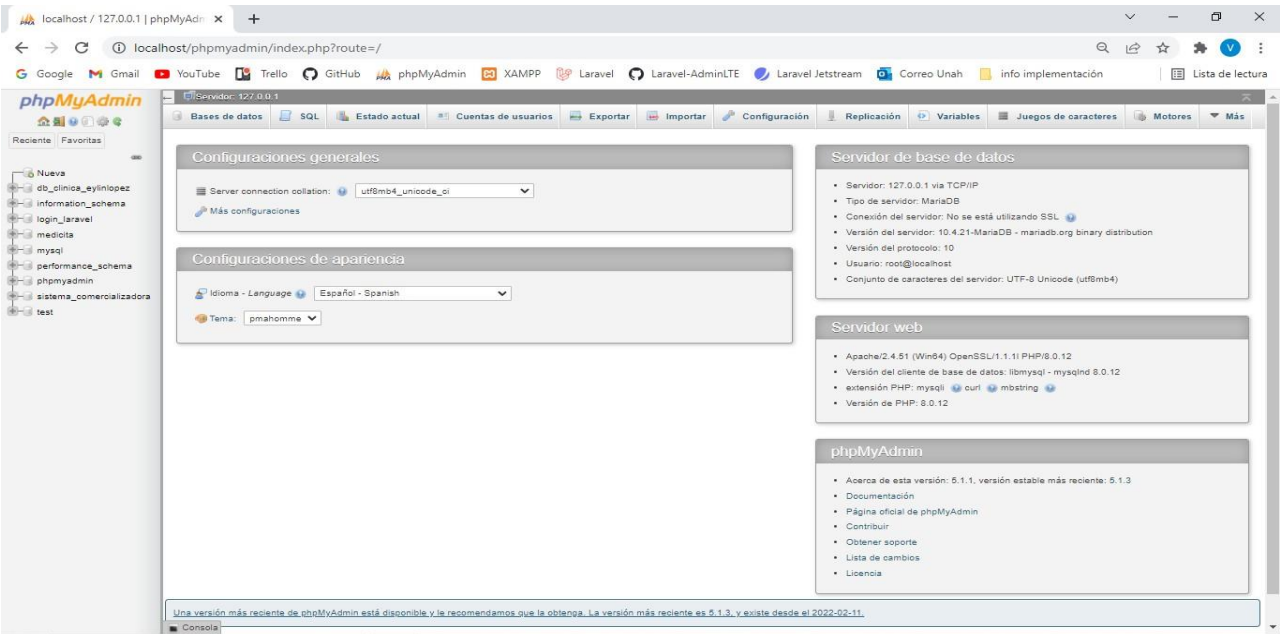 localhost / 127.0.0.1 | phpMyAdm
localhost/phpmyadmin/index.php?route=/
V
Google Gmail YouTube Trello GitHub phpMyAdmin XAMPP Laravel Laravel-AdminLTE Laravel Jetstream Correo Unah info implementación Lista de lectura
phpMyAdmin
Reciente Favoritas
Nueva
db_clinica_eylinlopez
information_schema
login_laravel
medicita
mysql
performance_schema
phpmyadmin
sistema_comercializadora
test
Servidor: 127.0.0.1
Bases de datos SQL Estado actual Cuentas de usuarios Exportar Importar Configuración Replicación Variables Juegos de caracteres Motores Más
Configuraciones generales
Server connection collation: utf8mb4_unicode_ci
Más configuraciones
Configuraciones de apariencia
Idioma - Language Español - Spanish
Tema: pmahomme
Servidor de base de datos
Servidor: 127.0.0.1 via TCP/IP
Tipo de servidor: MariaDB
Conexión del servidor: No se está utilizando SSL
Versión del servidor: 10.4.21-MariaDB - mariadb.org binary distribution
Versión del protocolo: 10
Usuario: root@localhost
Conjunto de caracteres del servidor: UTF-8 Unicode (utf8mb4)
Servidor web
Apache/2.4.51 (Win64) OpenSSL/1.1.1l PHP/8.0.12
Versión del cliente de base de datos: libmysql - mysqlnd 8.0.12
extensión PHP: mysqli curl mbstring
Versión de PHP: 8.0.12
phpMyAdmin
Acerca de esta versión: 5.1.1, versión estable más reciente: 5.1.3
Documentación
Página oficial de phpMyAdmin
Contribuir
Obtener soporte
Lista de cambios
Licencia
Una versión más reciente de phpMyAdmin está disponible y le recomendamos que la obtenga. La versión más reciente es 5.1.3, y existe desde el 2022-02-11.
Consola